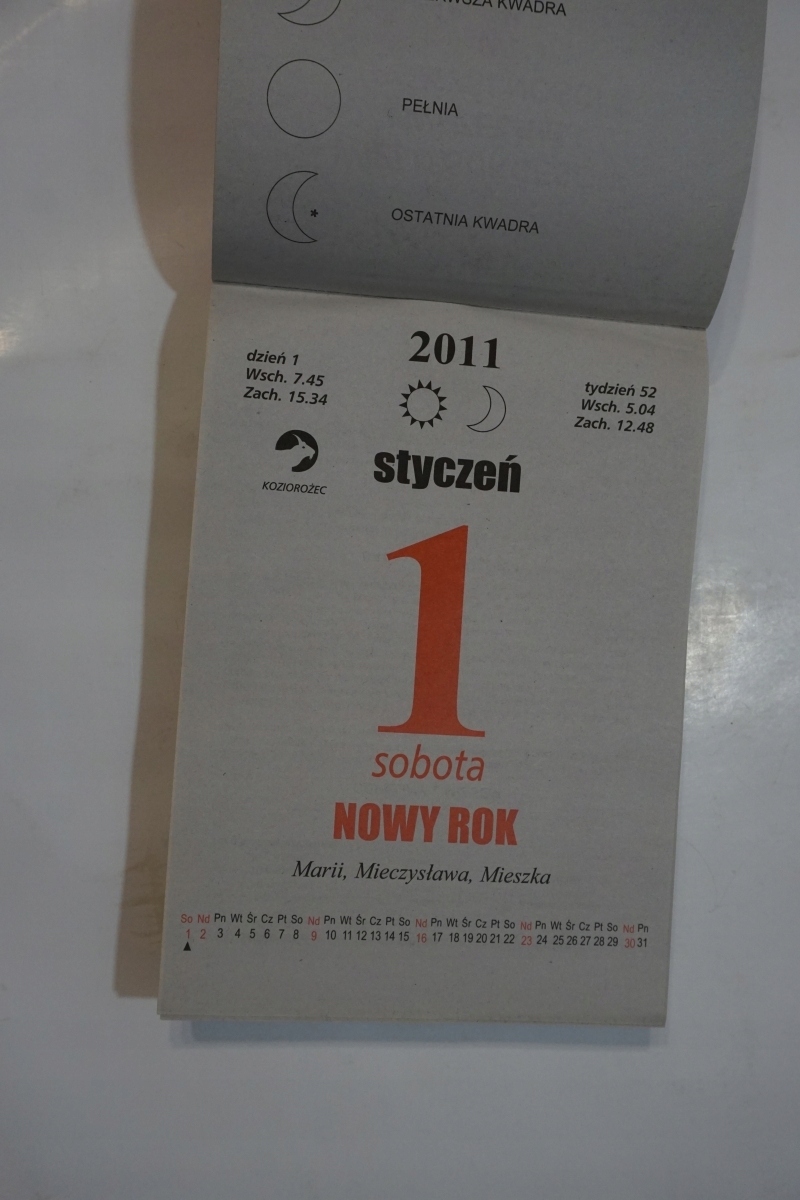 KWADRA
PEŁNIA
OSTATNIA KWADRA
2011
dzień 1
Wsch. 7.45
Zach. 15.34
tydzień 52
Wsch. 5.04
Zach. 12.48
KOZIOROŻEC
styczeń
1
sobota
NOWY ROK
Marii, Mieczysława, Mieszka
So Nd Pn Wt Śr Cz Pt So Nd Pn Wt Śr Cz Pt So Nd Pn Wt Śr Cz Pt So Nd Pn Wt Śr Cz Pt So Nd Pn
1 2 3 4 5 6 7 8 9 10 11 12 13 14 15 16 17 18 19 20 21 22 23 24 25 26 27 28 29 30 31